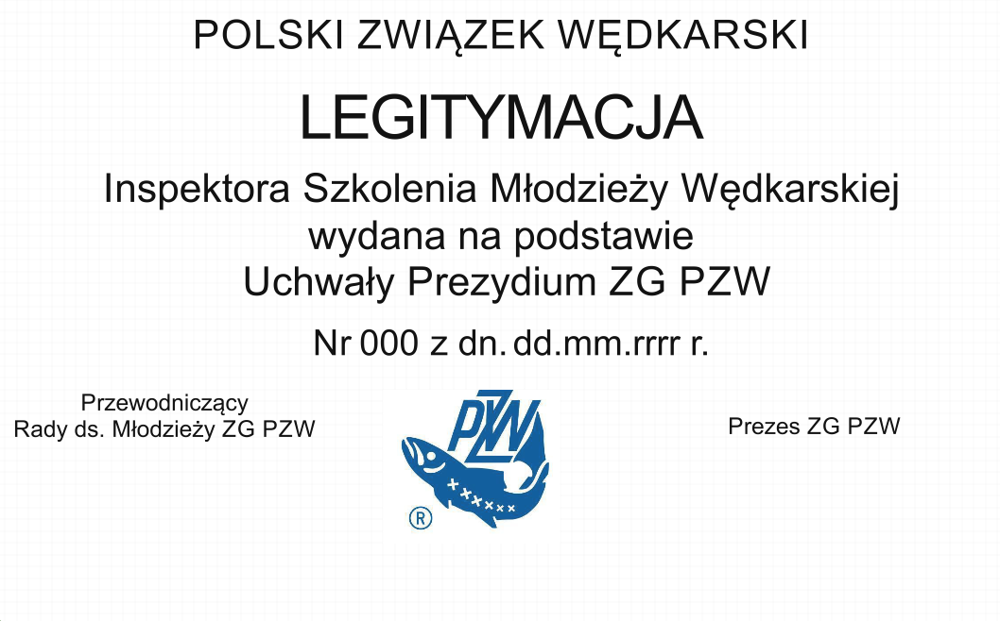 POLSKI ZWIĄZEK WĘDKARSKI
LEGITYMACJA
Inspektora Szkolenia Młodzieży Wędkarskiej
wydana na podstawie
Uchwały Prezydium ZG PZW
Nr 000 z dn. dd.mm.rrrr r.
Przewodniczący
Rady ds. Młodzieży ZG PZW
PZW
®
Prezes ZG PZW